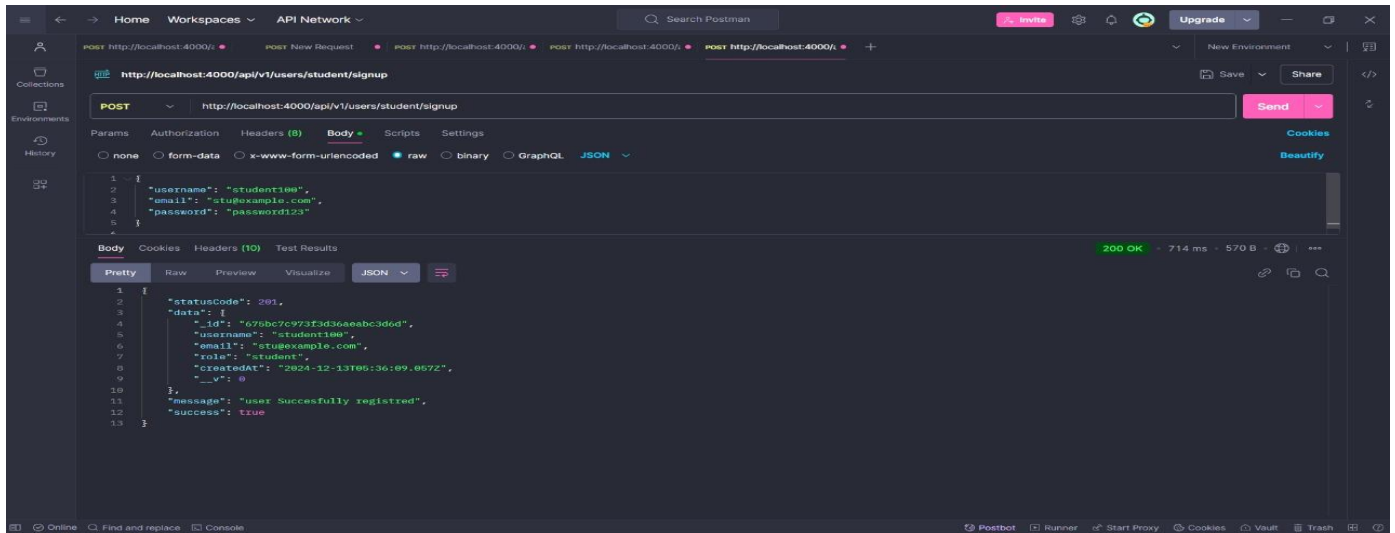 Home Workspaces API Network Search Postman Invite Upgrade
POST http://localhost:4000/ POST New Request POST http://localhost:4000/ POST http://localhost:4000/ POST http://localhost:4000/ + New Environment
http://localhost:4000/api/v1/users/student/signup Save Share
Collections
POST http://localhost:4000/api/v1/users/student/signup Send
Environments
Params Authorization Headers (8) Body Scripts Settings Cookies
History
none form-data x-www-form-urlencoded raw binary GraphQL JSON Beautify
1 {
2 "username": "student100",
3 "email": "stu@example.com",
4 "password": "password123"
5 }
Body Cookies Headers (10) Test Results 200 OK 714 ms 570 B
Pretty Raw Preview Visualize JSON
1 {
2 "statusCode": 201,
3 "data": {
4 "_id": "675bc7c973f3d36aeabc3d6d",
5 "username": "student100",
6 "email": "stu@example.com",
7 "role": "student",
8 "createdAt": "2024-12-13T05:36:09.057Z",
9 "__v": 0
10 },
11 "message": "user Succesfully registred",
12 "success": true
13 }
Online Find and replace Console Postbot Runner Start Proxy Cookies Vault Trash